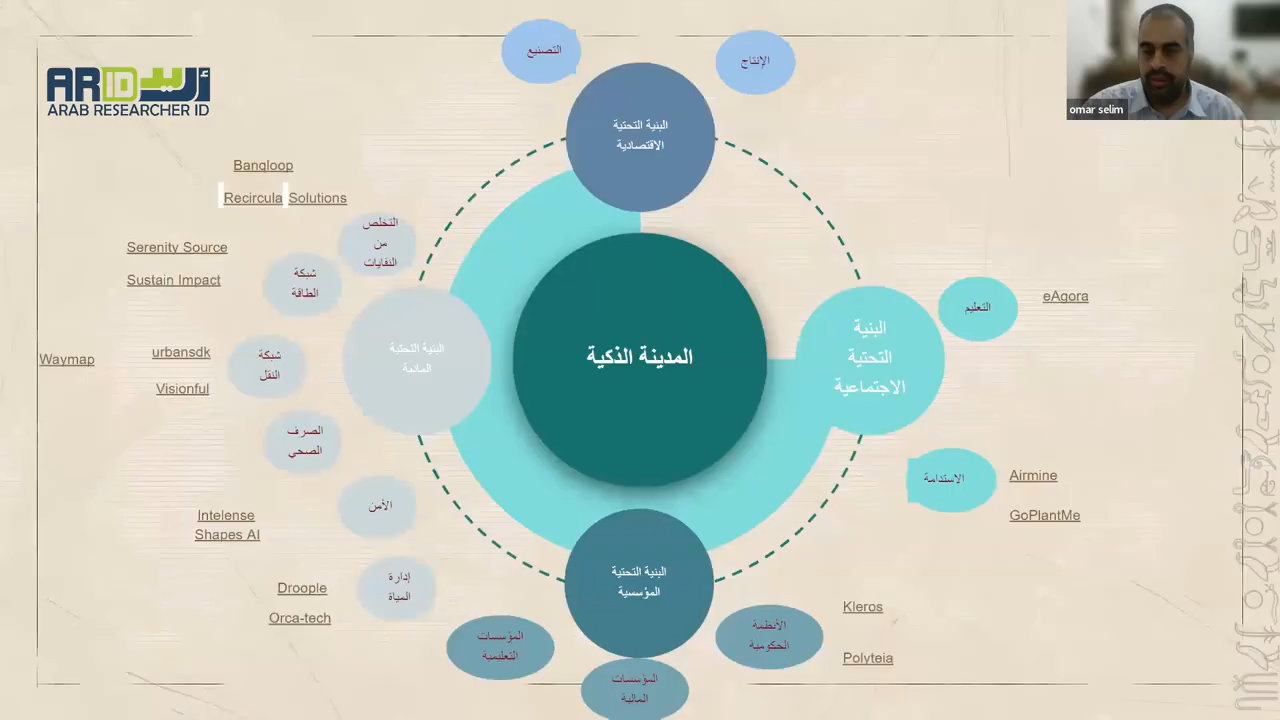 التصنيع
الإنتاج
البنية التحتية
الاقتصادية
ARID أريد
ARAB RESEARCHER ID
omar selim
Bangloop
Recircula Solutions
التخلص
من
النفايات
Serenity Source
Sustain Impact
شبكة
الطاقة
Waymap
urbansdk
Visionful
شبكة
النقل
البنية التحتية
المدينة الذكية
البنية
التحتية
الاجتماعية
التعليم
eAgora
الصرف
الصحي
الاستدامة
Airmine
GoPlantMe
Intelense
Shapes AI
الأمن
Droople
Orca-tech
إدارة
المياة
البنية التحتية
المؤسسية
المؤسسات
التعليمية
المؤسسات
المالية
الأنظمة
الحكومية
Kleros
Polyteia